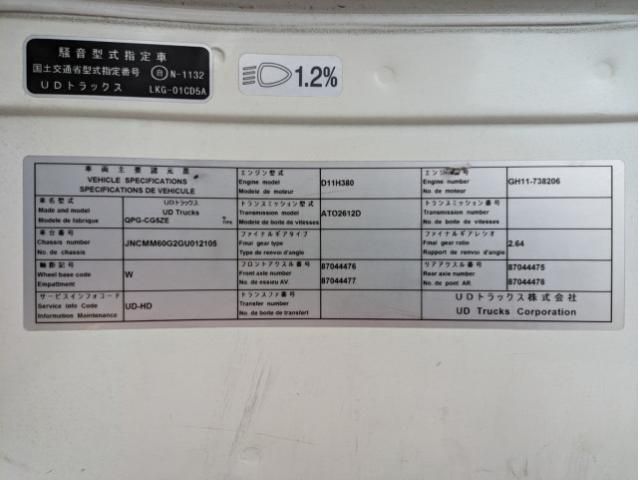 騒音型式指定車
国土交通省型式指定番号 自 N-1132
UDトラックス LKG-01CD5A
1.2%
車両主要諸元票
VEHICLE SPECIFICATIONS
SPECIFICATIONS DE VEHICULE
エンジン型式
Engine model
Modele de moteur
D11H380
エンジン番号
Engine number
No. de moteur
GH11-738206
車名型式
Made and model
Modele de fabrique
UDトラックス
UD Trucks
QPG-CG5ZE
トランスミッション型式
Transmission model
Modele de boite de vitesses
ATO2612D
トランスミッション番号
Transmission number
No. de boite de vitesses
車台番号
Chassis number
No. de chassis
JNCMM60G2GU012105
ファイナルギアタイプ
Final gear type
Type de renvoi d'angle
ファイナルギアレシオ
Final gear ratio
Rapport de renvoi d'angle
2.64
軸距記号
Wheel base code
Empattment
W
フロントアクスル番号
Front axle number
No. de essieu AV.
87044476
87044477
リアアクスル番号
Rear axle number
No. de pont AR.
87044475
87044478
サービスインフォコード
Service Info Code
Information Maintenance
UD-HD
トランスファ番号
Transfer number
No. de boite de transfert
UDトラックス株式会社
UD Trucks Corporation